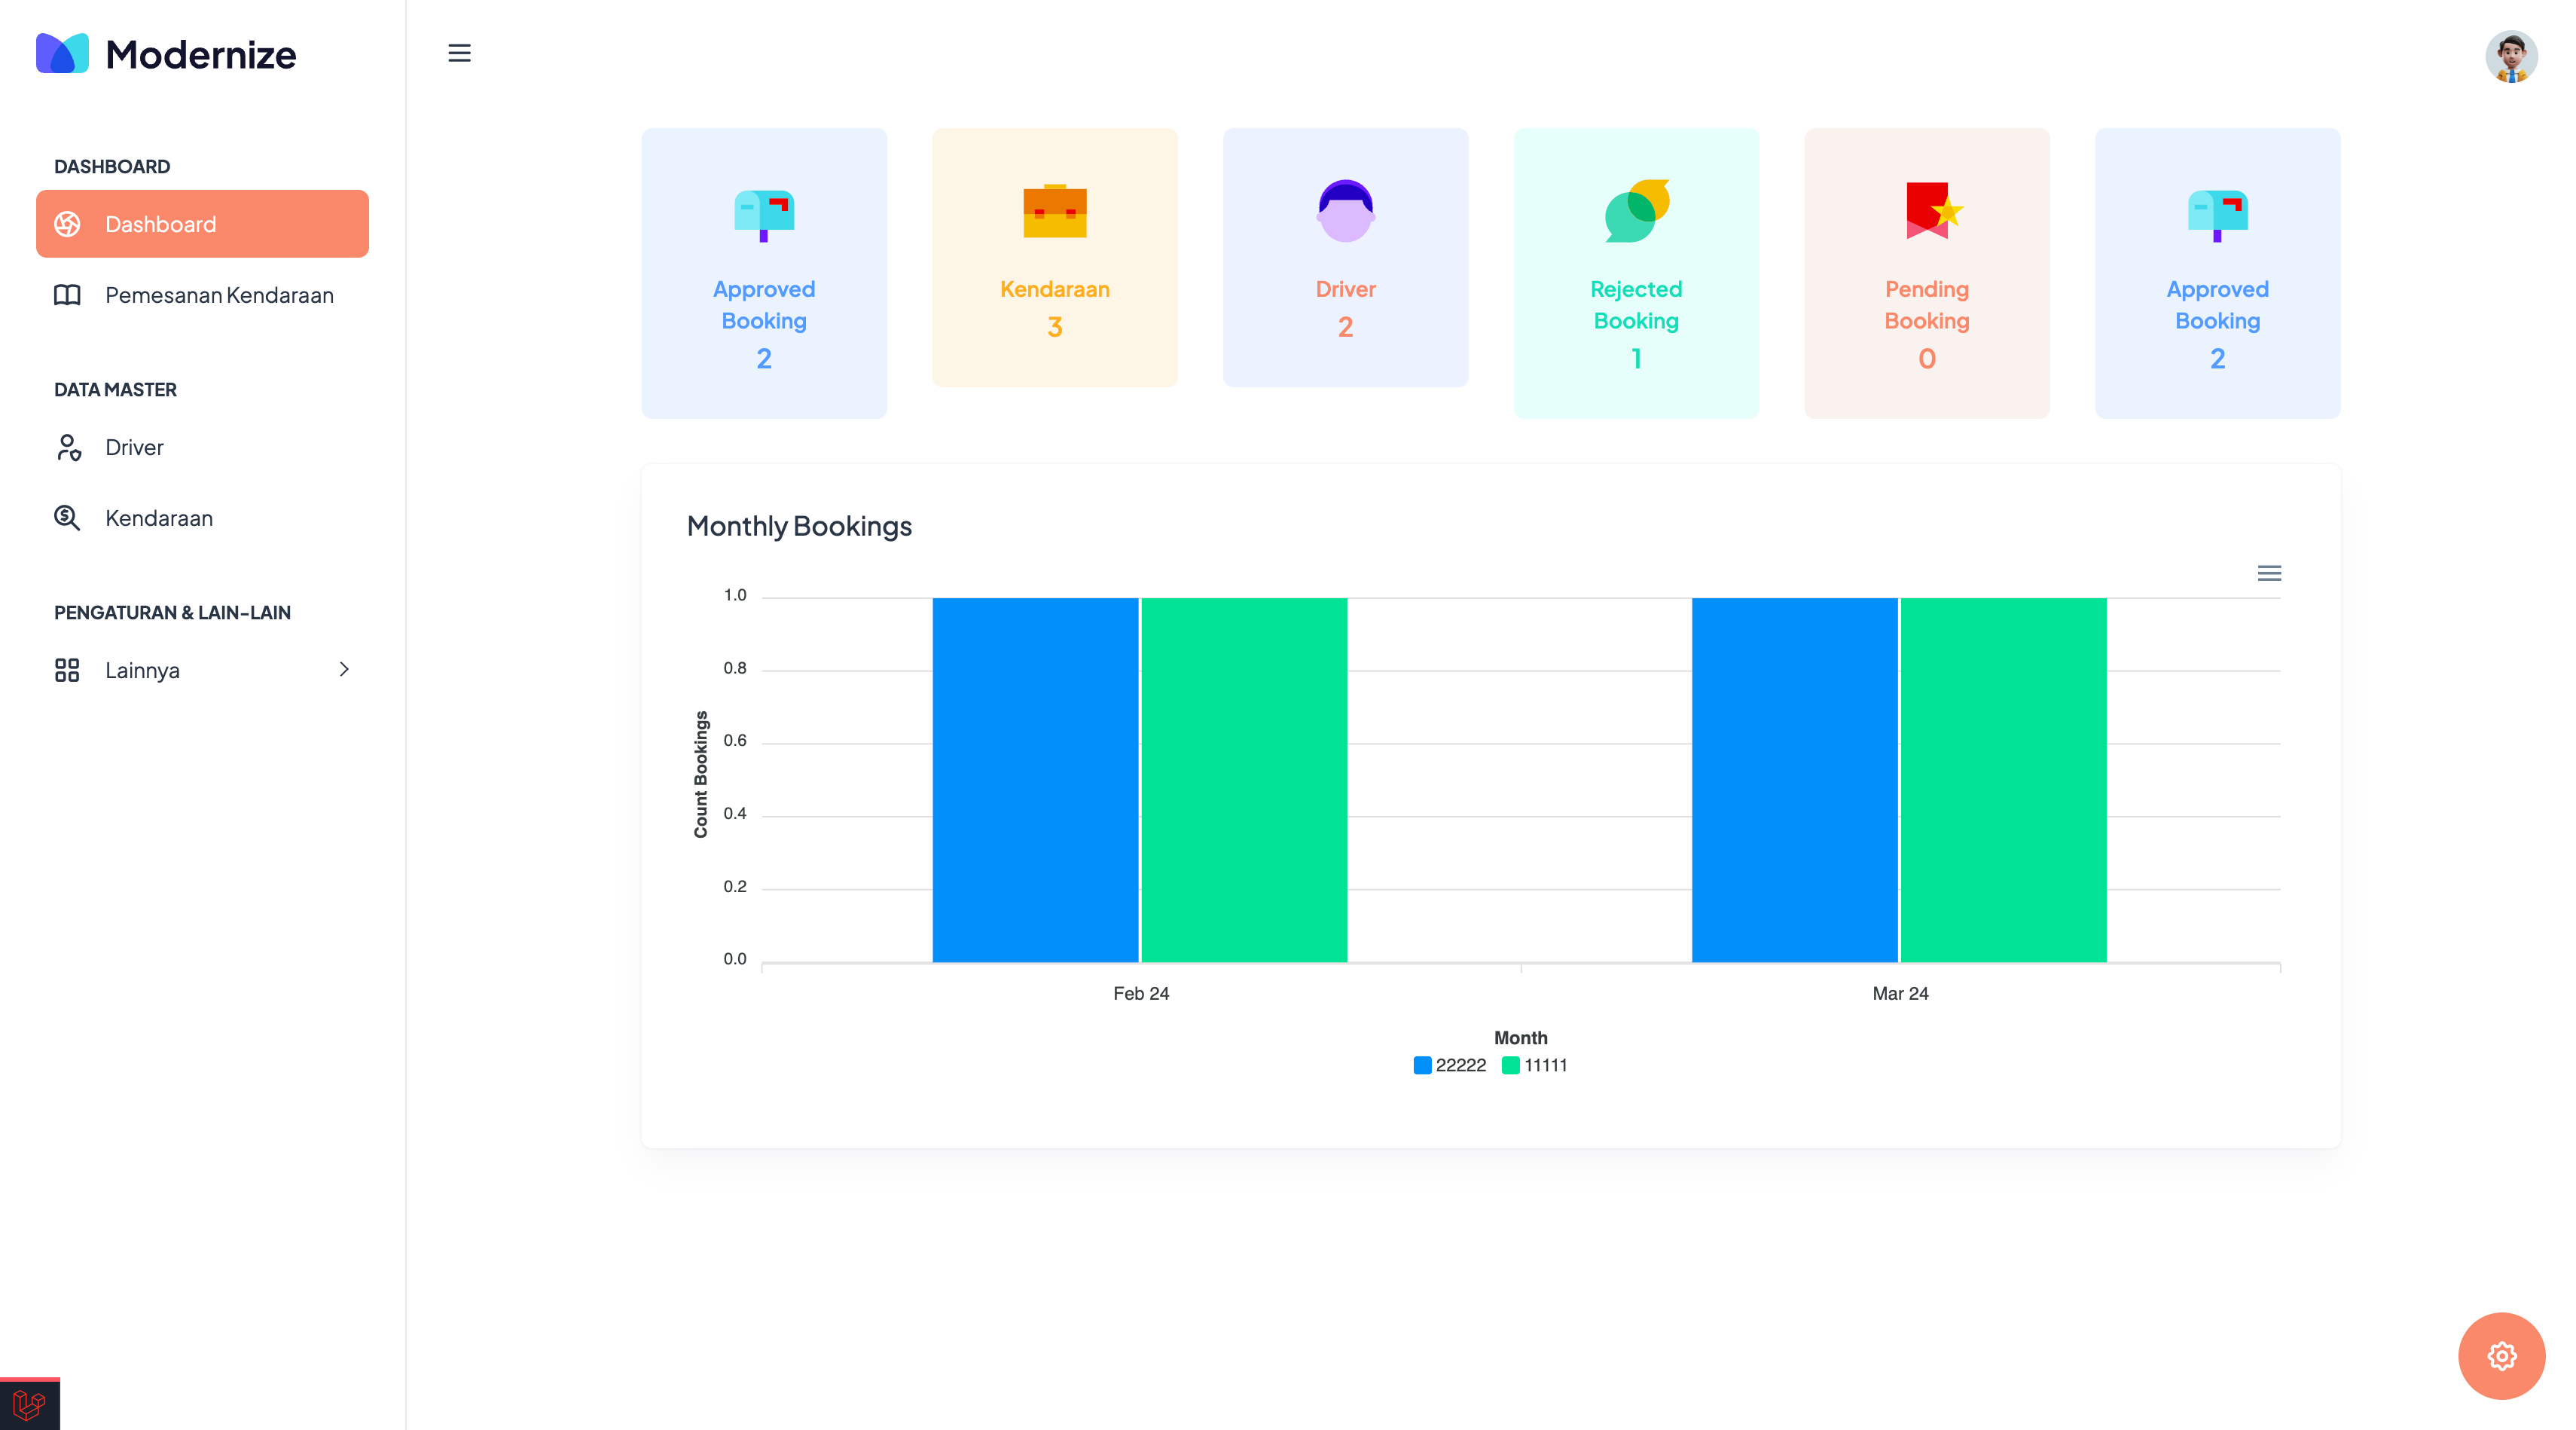 Modernize
DASHBOARD
Dashboard
Pemesanan Kendaraan
DATA MASTER
Driver
Kendaraan
PENGATURAN & LAIN-LAIN
Lainnya
Approved
Booking
2
Kendaraan
3
Driver
2
Rejected
Booking
1
Pending
Booking
0
Approved
Booking
2
Monthly Bookings
1.0
0.8
0.6
0.4
0.2
0.0
Count Bookings
Feb 24
Mar 24
Month
22222
11111